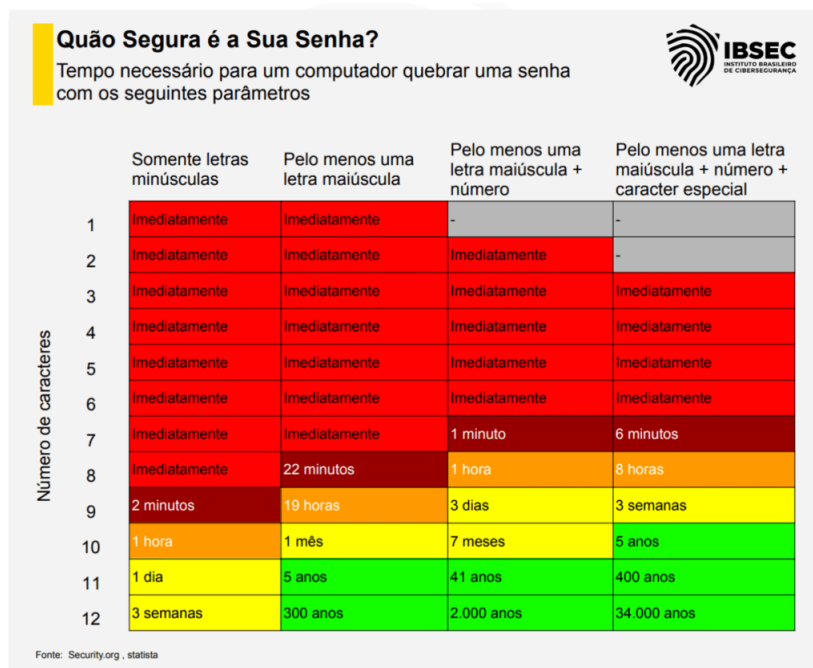 Quão Segura é a Sua Senha?
Tempo necessário para um computador quebrar uma senha
com os seguintes parâmetros
IBSEC
INSTITUTO BRASILEIRO
DE CIBERSEGURANÇA
Somente letras
minúsculas
Pelo menos uma
letra maiúscula
Pelo menos uma
letra maiúscula +
número
Pelo menos uma letra
maiúscula + número +
caracter especial
Número de caracteres
1 Imediatamente Imediatamente - -
2 Imediatamente Imediatamente Imediatamente -
3 Imediatamente Imediatamente Imediatamente Imediatamente
4 Imediatamente Imediatamente Imediatamente Imediatamente
5 Imediatamente Imediatamente Imediatamente Imediatamente
6 Imediatamente Imediatamente Imediatamente Imediatamente
7 Imediatamente Imediatamente 1 minuto 6 minutos
8 Imediatamente 22 minutos 1 hora 8 horas
9 2 minutos 19 horas 3 dias 3 semanas
10 1 hora 1 mês 7 meses 5 anos
11 1 dia 5 anos 41 anos 400 anos
12 3 semanas 300 anos 2.000 anos 34.000 anos
Fonte: Security.org , statista